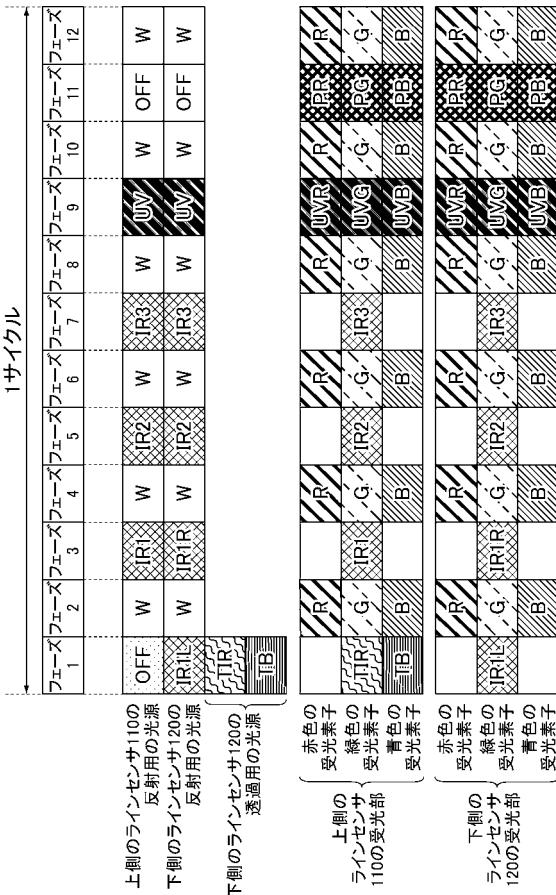 1サイクル
フェーズ1 フェーズ2 フェーズ3 フェーズ4 フェーズ5 フェーズ6 フェーズ7 フェーズ8 フェーズ9 フェーズ10 フェーズ11 フェーズ12
上側のラインセンサ110の
反射用の光源
OFF W IR1 W IR2 W IR3 W UV W OFF W
下側のラインセンサ120の
反射用の光源
IR1L W IR1R W IR2 W IR3 W UV W OFF W
下側のラインセンサ120の
透過用の光源
TIR
TB
上側の
ラインセンサ
110の受光部
赤色の
受光素子
R R R R UVR R PR R
緑色の
受光素子
TIR G IR1 G IR2 G IR3 G UVG G PG G
青色の
受光素子
TB B B B B UVB B PB B
下側の
ラインセンサ
120の受光部
赤色の
受光素子
R R R R UVR R PR R
緑色の
受光素子
IR1L G IR1R G IR2 G IR3 G UVG G PG G
青色の
受光素子
B B B B UVB B PB B